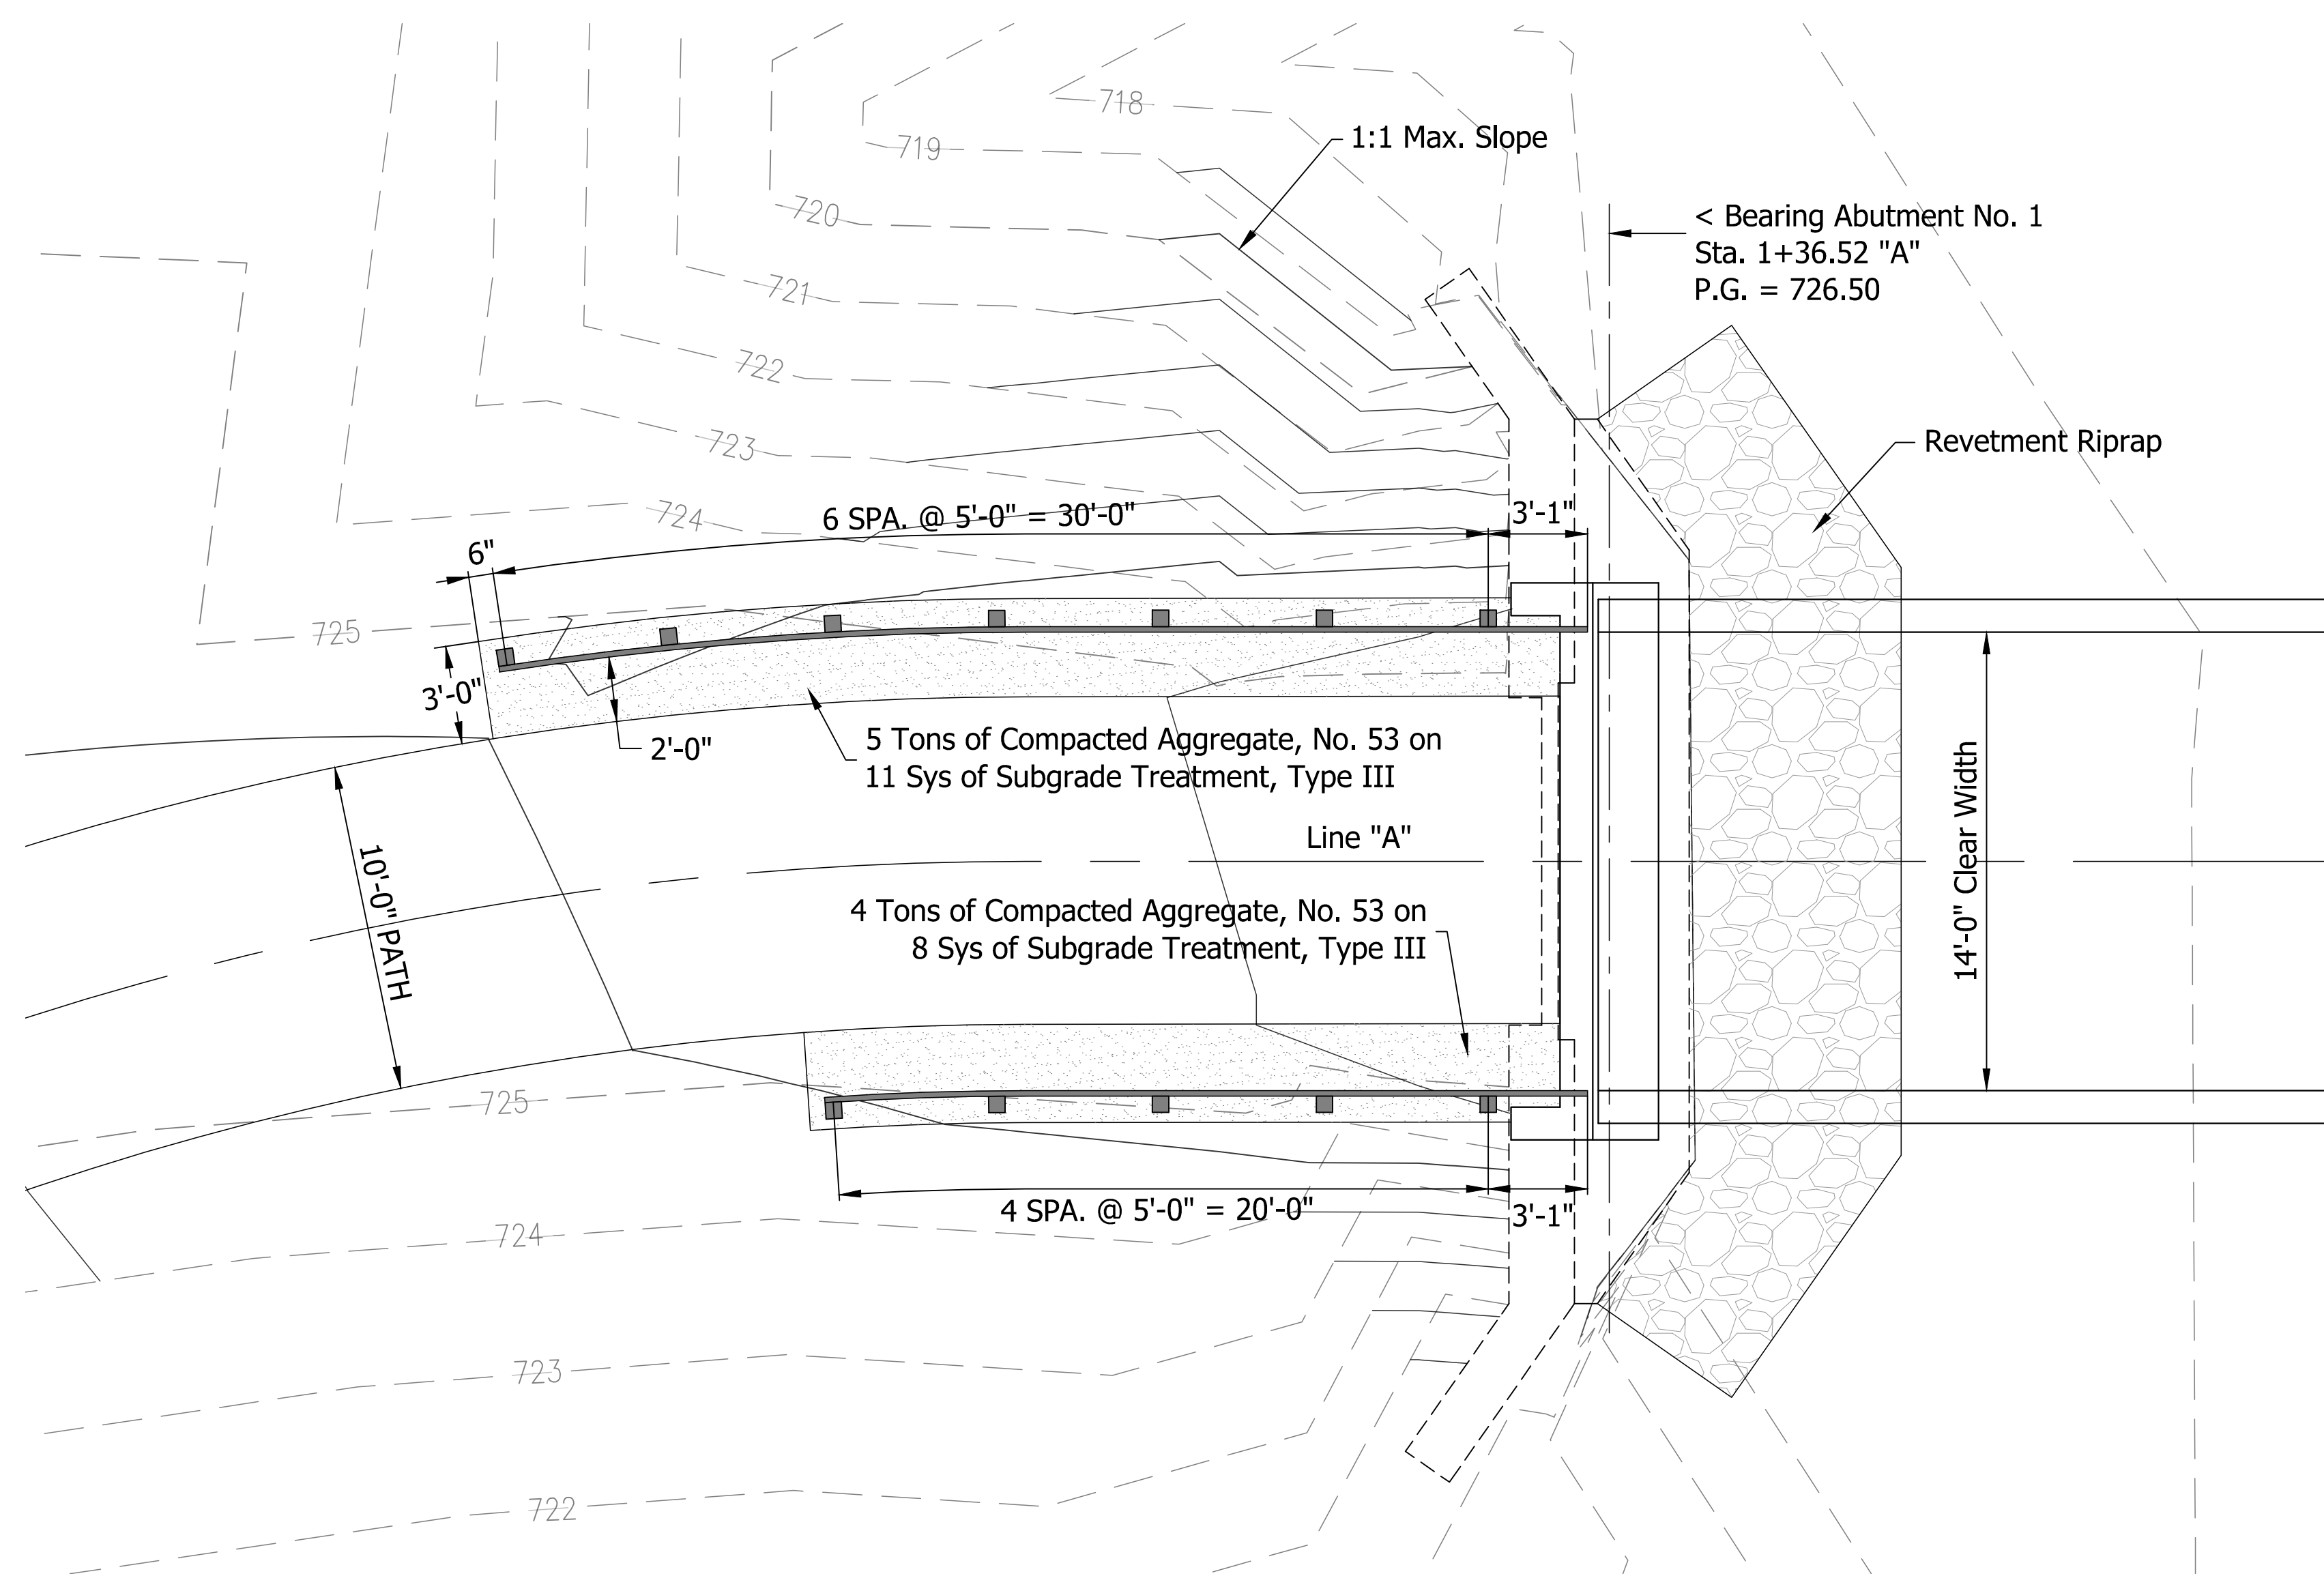 718
1:1 Max. Slope
719
720
< Bearing Abutment No. 1
Sta. 1+36.52 "A"
P.G. = 726.50
721
722
723
Revetment Riprap
724
6 SPA. @ 5'-0" = 30'-0"
3'-1"
6"
725
3'-0"
2'-0"
5 Tons of Compacted Aggregate, No. 53 on
11 Sys of Subgrade Treatment, Type III
14'-0" Clear Width
Line "A"
10'-0" PATH
4 Tons of Compacted Aggregate, No. 53 on
8 Sys of Subgrade Treatment, Type III
725
4 SPA. @ 5'-0" = 20'-0"
3'-1"
724
723
722